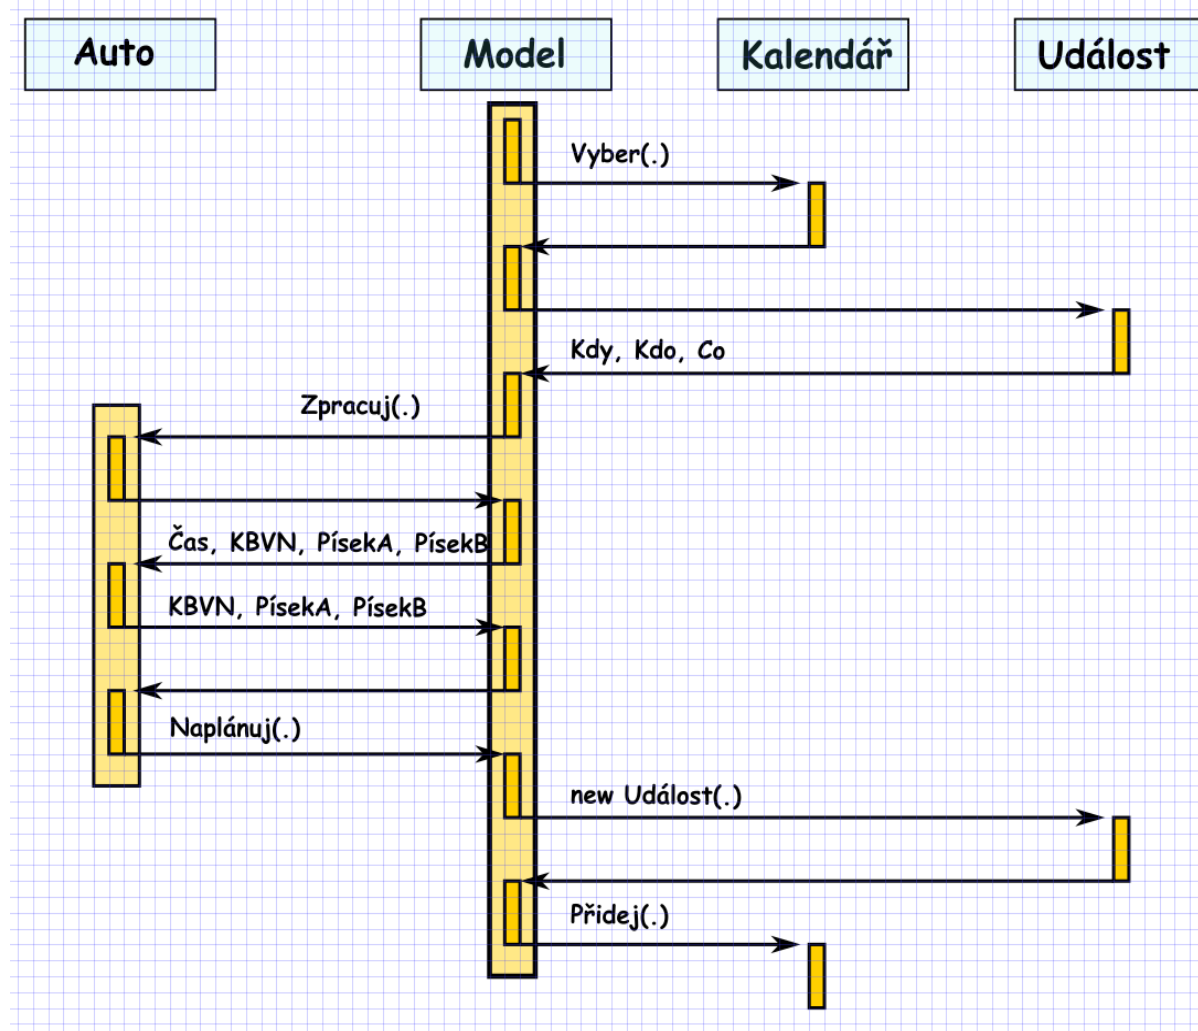 Auto
Model
Kalendář
Událost
Vyber(.)
Kdy, Kdo, Co
Zpracuj(.)
Čas, KBVN, PísekA, PísekB
KBVN, PísekA, PísekB
Naplánuj(.)
new Událost(.)
Přidej(.)